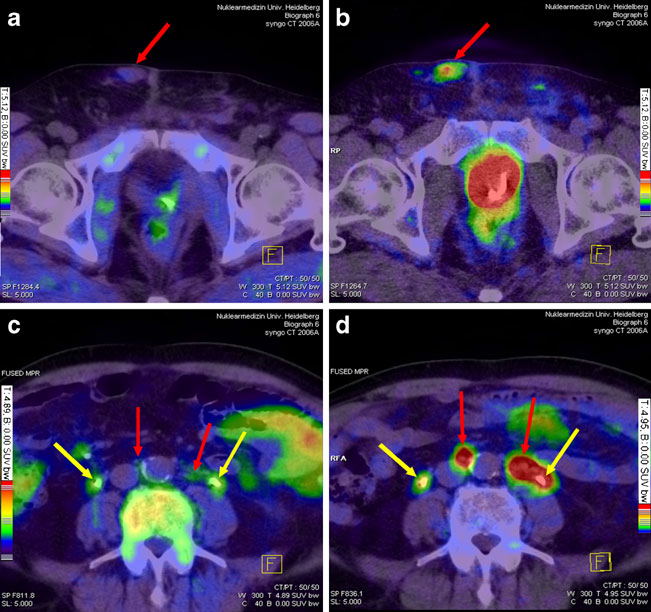 a
Nuklearmedizin Univ. Heidelberg
Biograph 6
syngo CT 2006A
T:5.12, B:0.00 SUV bw
F
CT/PT : 50/50
SP F1284.4
SL: 5.000
W 300 T 5.12 SUV bw
C 40 B 0.00 SUV bw
b
Nuklearmedizin Univ. Heidelberg
Biograph 6
syngo CT 2006A
RP
T:5.12, B:0.00 SUV bw
F
CT/PT : 50/50
SP F1264.7
SL: 5.000
W 300 T 5.12 SUV bw
C 40 B 0.00 SUV bw
c
Nuklearmedizin Univ. Heidelberg
Biograph 6
syngo CT 2006A
FUSED MPR
T:4.89, B:0.00 SUV bw
F
CT/PT : 50/50
SP F811.8
SL: 5.000
W 300 T 4.89 SUV bw
C 40 B 0.00 SUV bw
d
Nuklearmedizin Univ. Heidelberg
Biograph 6
syngo CT 2006A
FUSED MPR
T:4.95, B:0.00 SUV bw
F
CT/PT : 50/50
SP F836.1
SL: 5.000
W 300 T 4.95 SUV bw
C 40 B 0.00 SUV bw